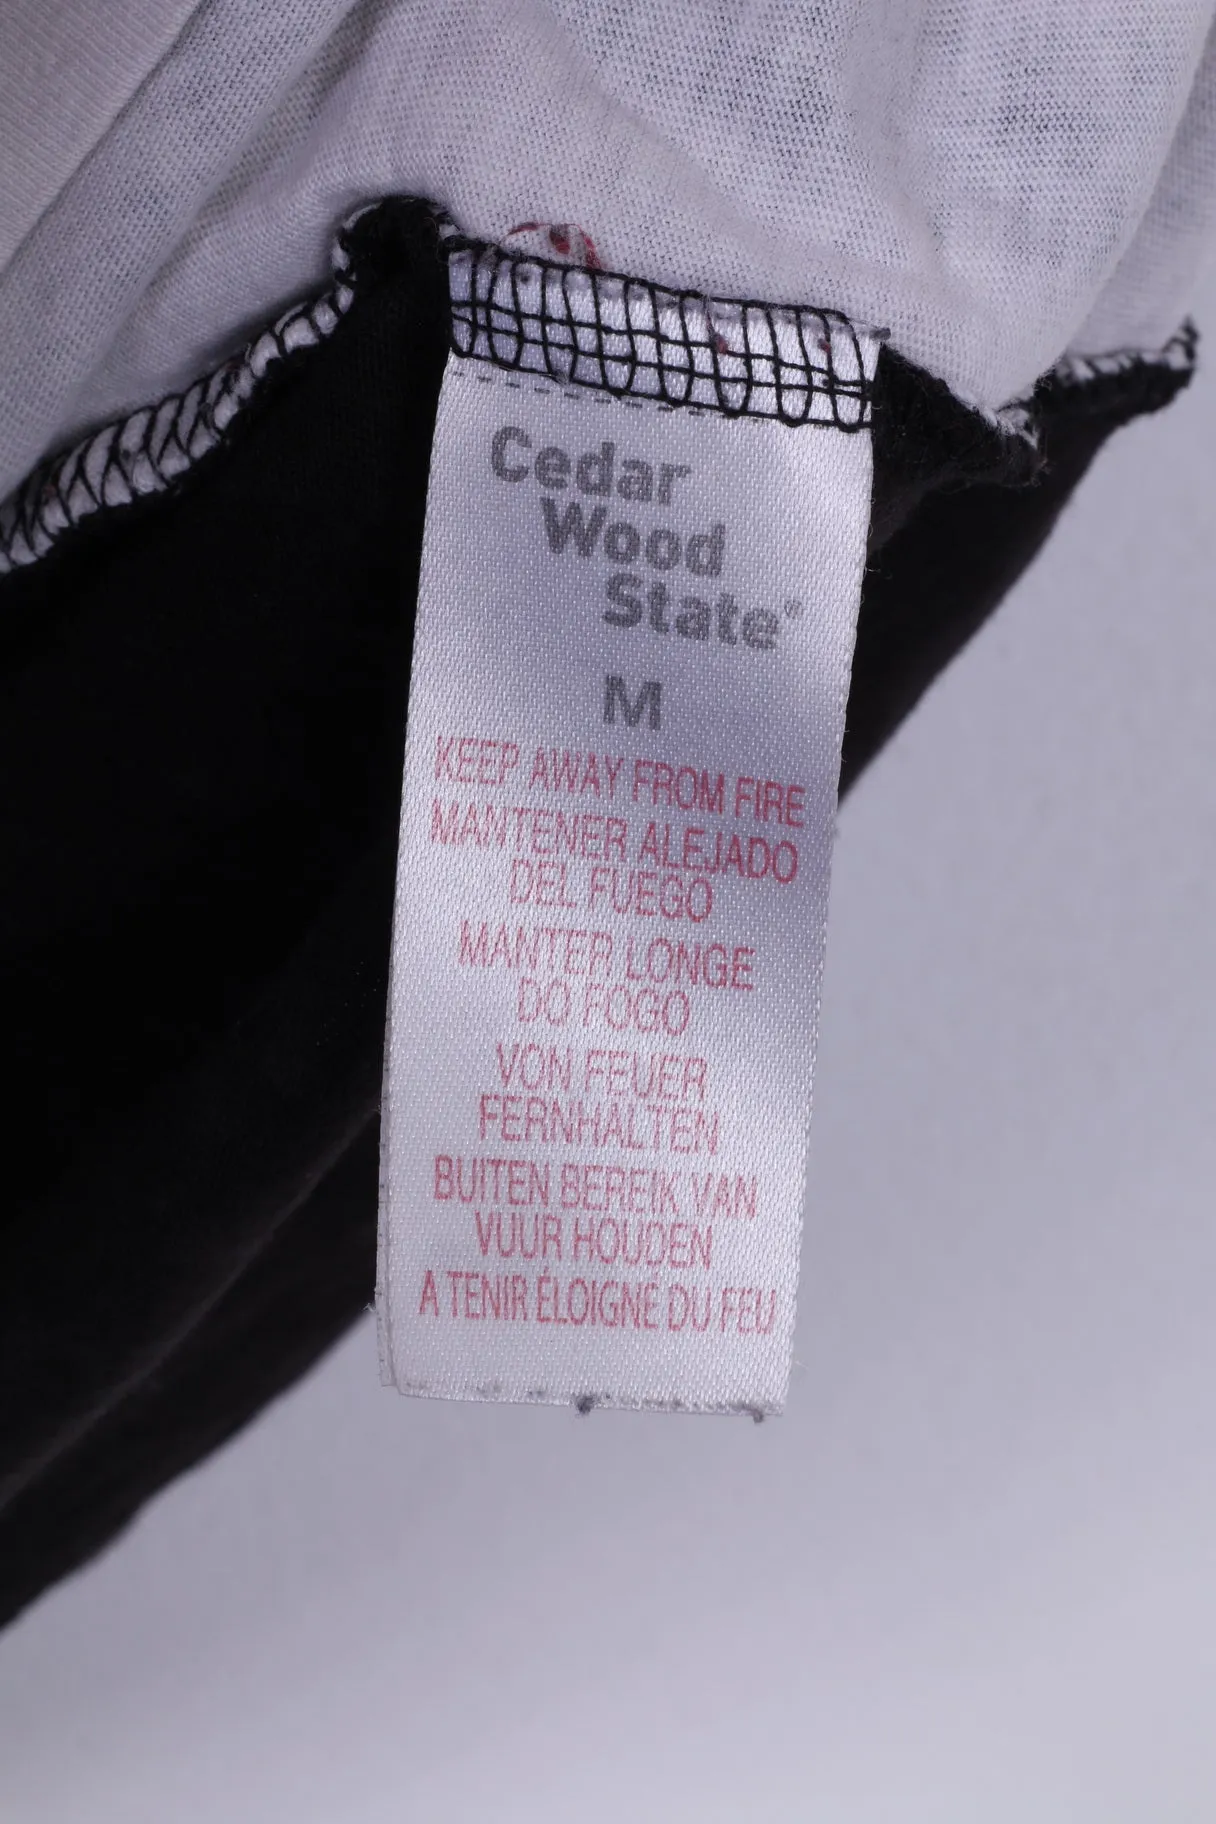 Cedar
Wood
State®
M
KEEP AWAY FROM FIRE
MANTENER ALEJADO
DEL FUEGO
MANTER LONGE
DO FOGO
VON FEUER
FERNHALTEN
BUITEN BEREIK VAN
VUUR HOUDEN
A TENIR ÉLOIGNÉ DU FEU